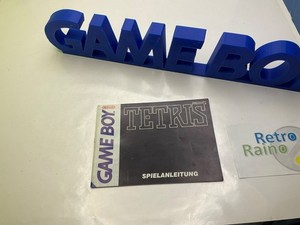 GAME BOY
GAME BOY
TETRIS
SPIELANLEITUNG
Retro
Raino